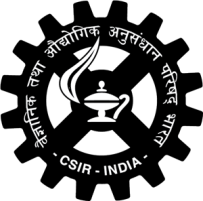 वैज्ञानिक तथा औद्योगिक अनुसंधान परिषद् भारत
- CSIR - INDIA -